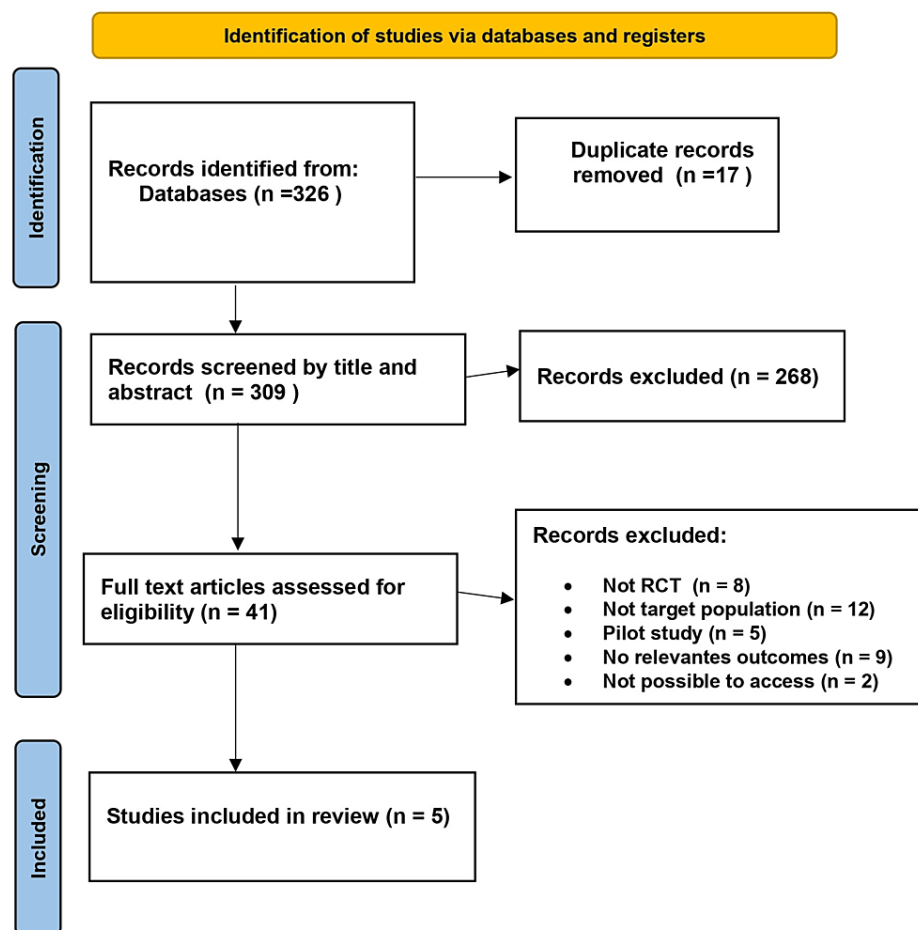 Identification of studies via databases and registers
Identification
Records identified from:
Databases (n =326 )
Duplicate records
removed (n =17 )
Screening
Records screened by title and
abstract (n = 309 )
Records excluded (n = 268)
Full text articles assessed for
eligibility (n = 41)
Records excluded:
• Not RCT (n = 8)
• Not target population (n = 12)
• Pilot study (n = 5)
• No relevantes outcomes (n = 9)
• Not possible to access (n = 2)
Included
Studies included in review (n = 5)